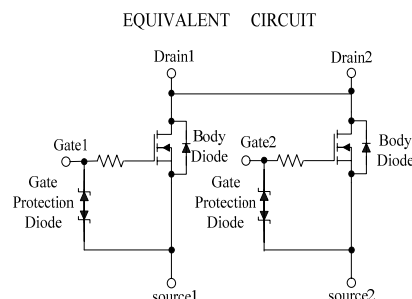 EQUIVALENT CIRCUIT
Drain1
Drain2
Gate1
Body
Diode
Gate2
Body
Diode
Gate
Protection
Diode
Gate
Protection
Diode
source1
source2